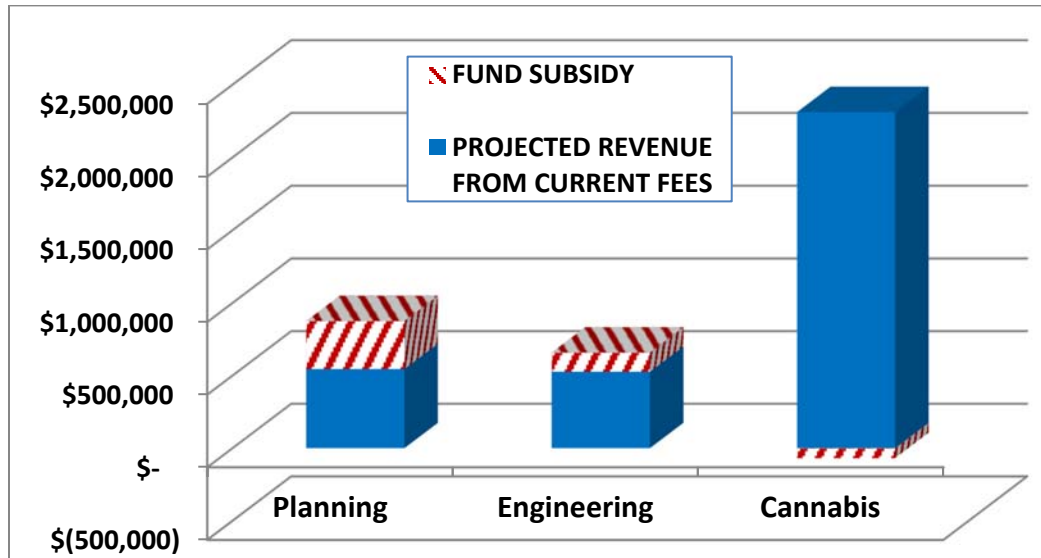 FUND SUBSIDY
PROJECTED REVENUE
FROM CURRENT FEES
$2,500,000
$2,000,000
$1,500,000
$1,000,000
$500,000
$-
$(500,000)
Planning
Engineering
Cannabis